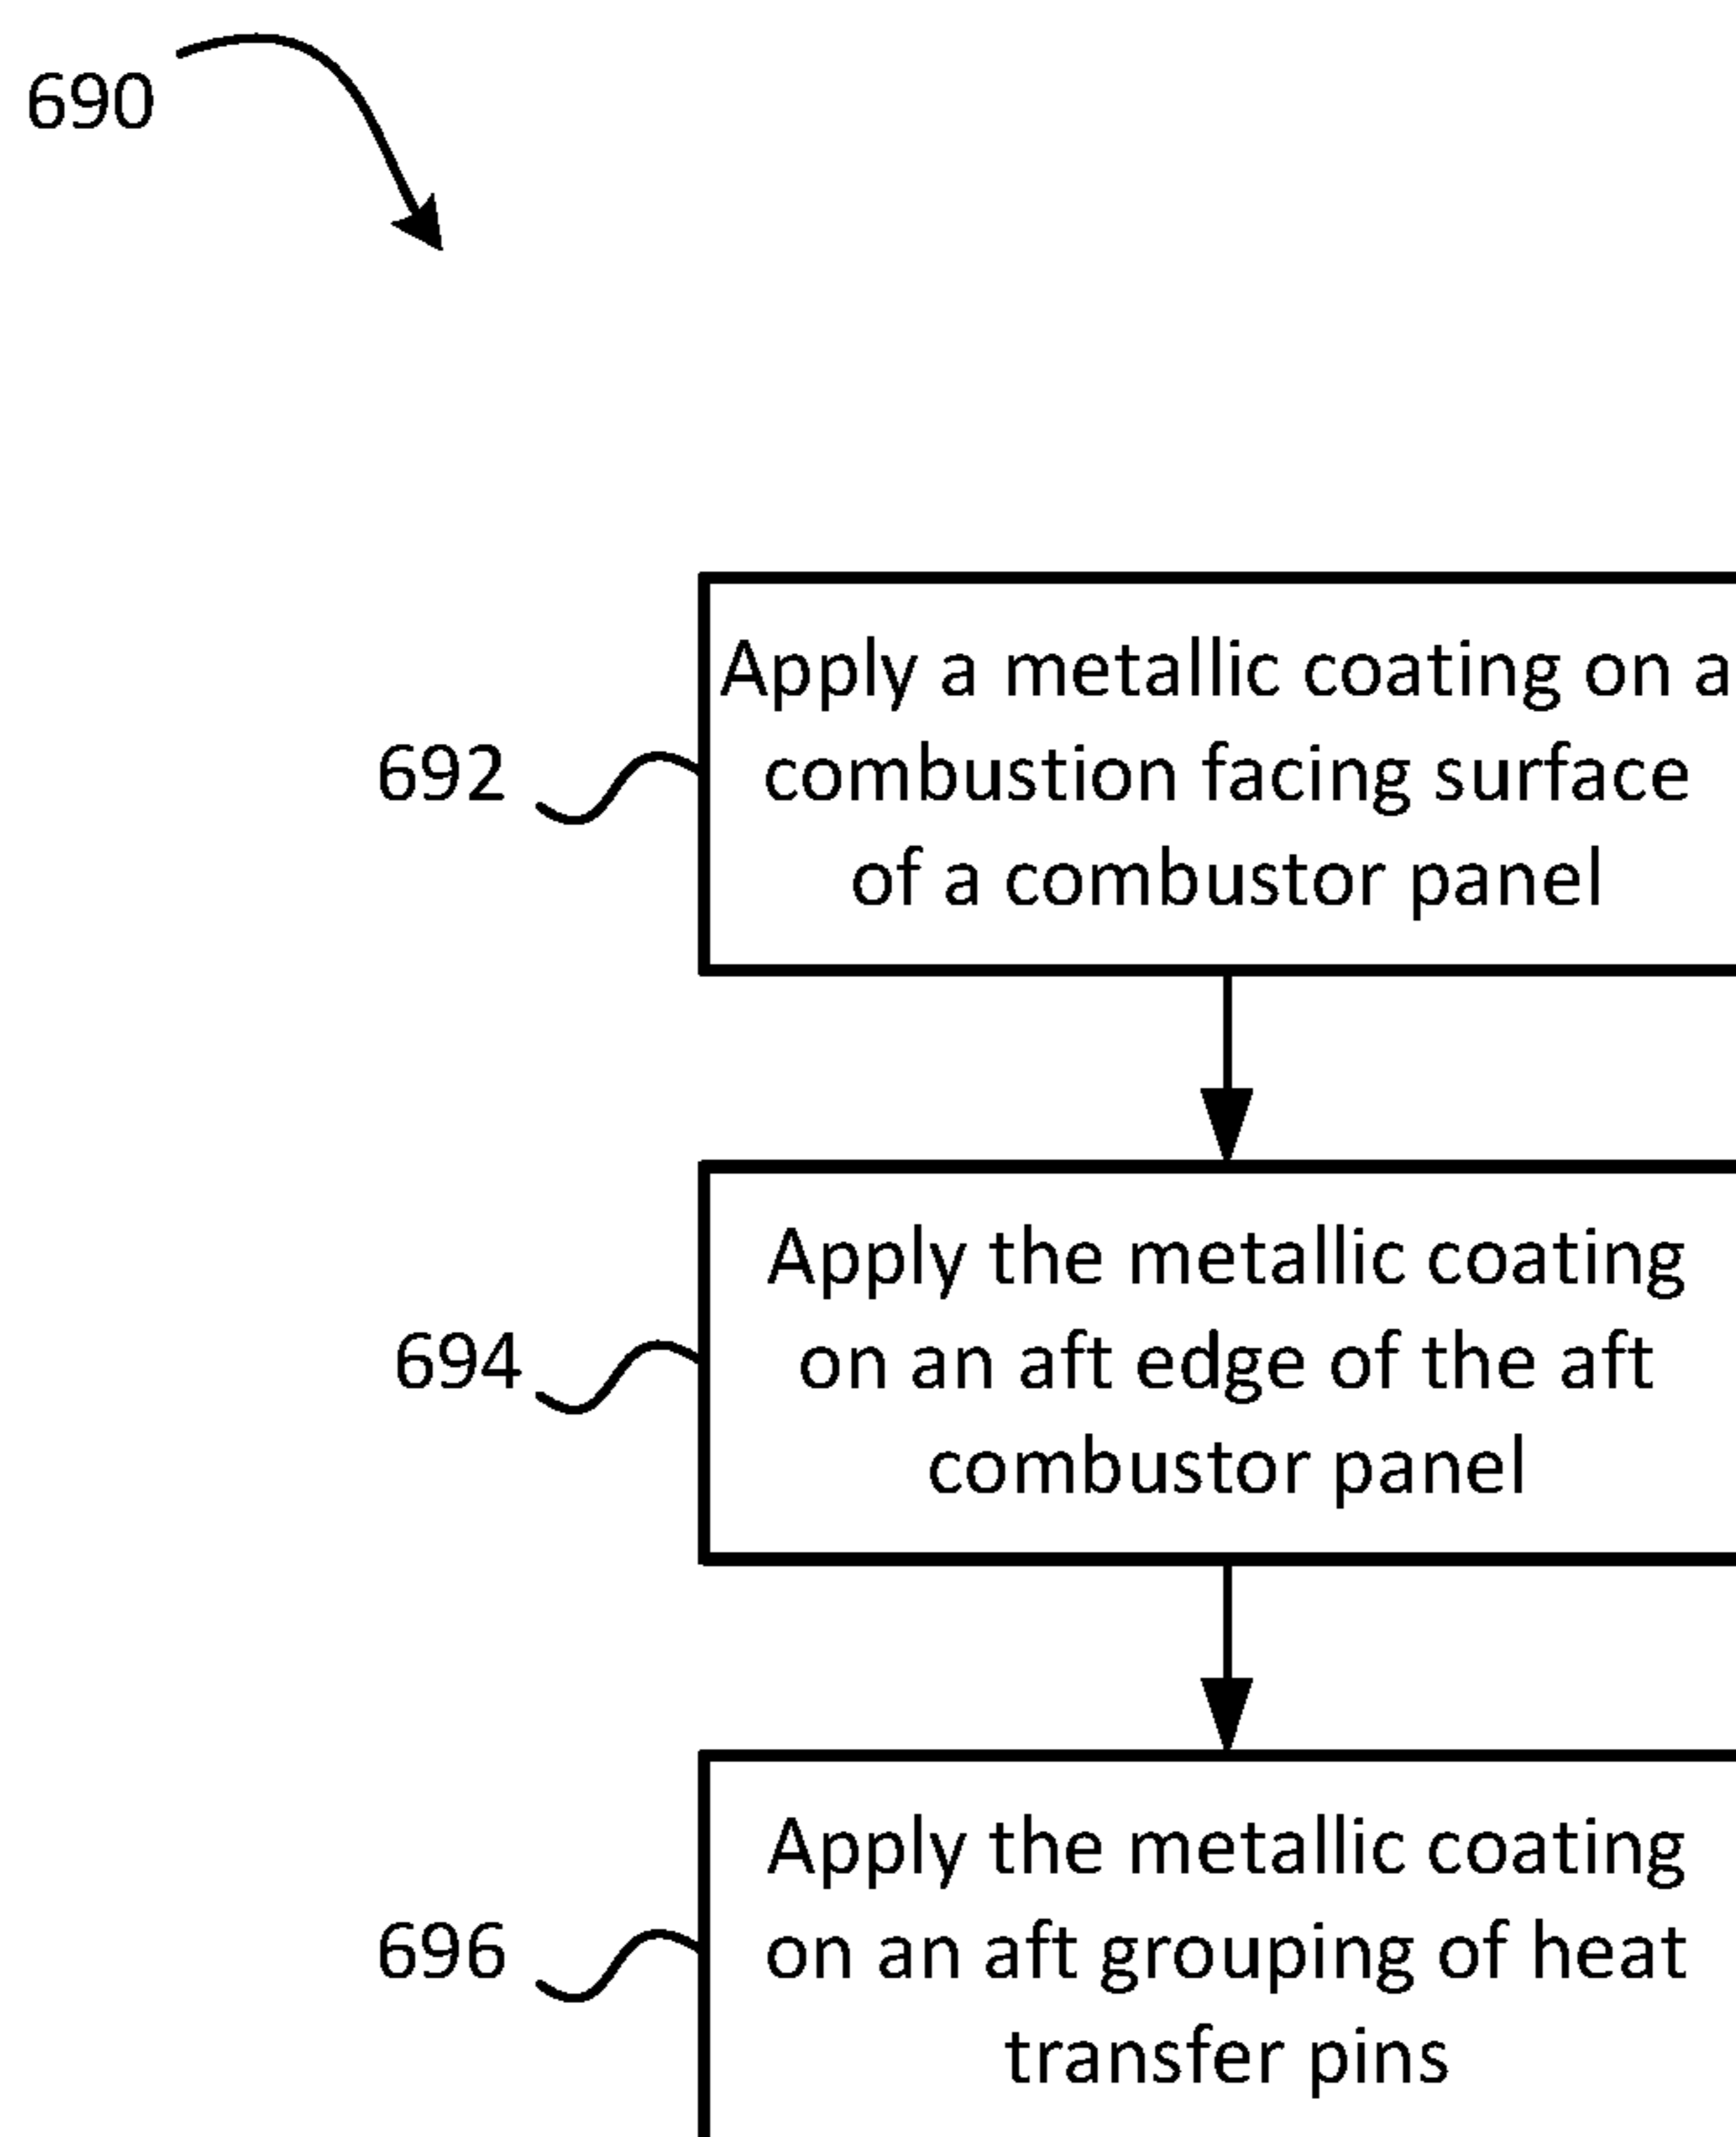 690
Apply a metallic coating on a
combustion facing surface
of a combustor panel
692
Apply the metallic coating
on an aft edge of the aft
combustor panel
694
Apply the metallic coating
on an aft grouping of heat
transfer pins
696